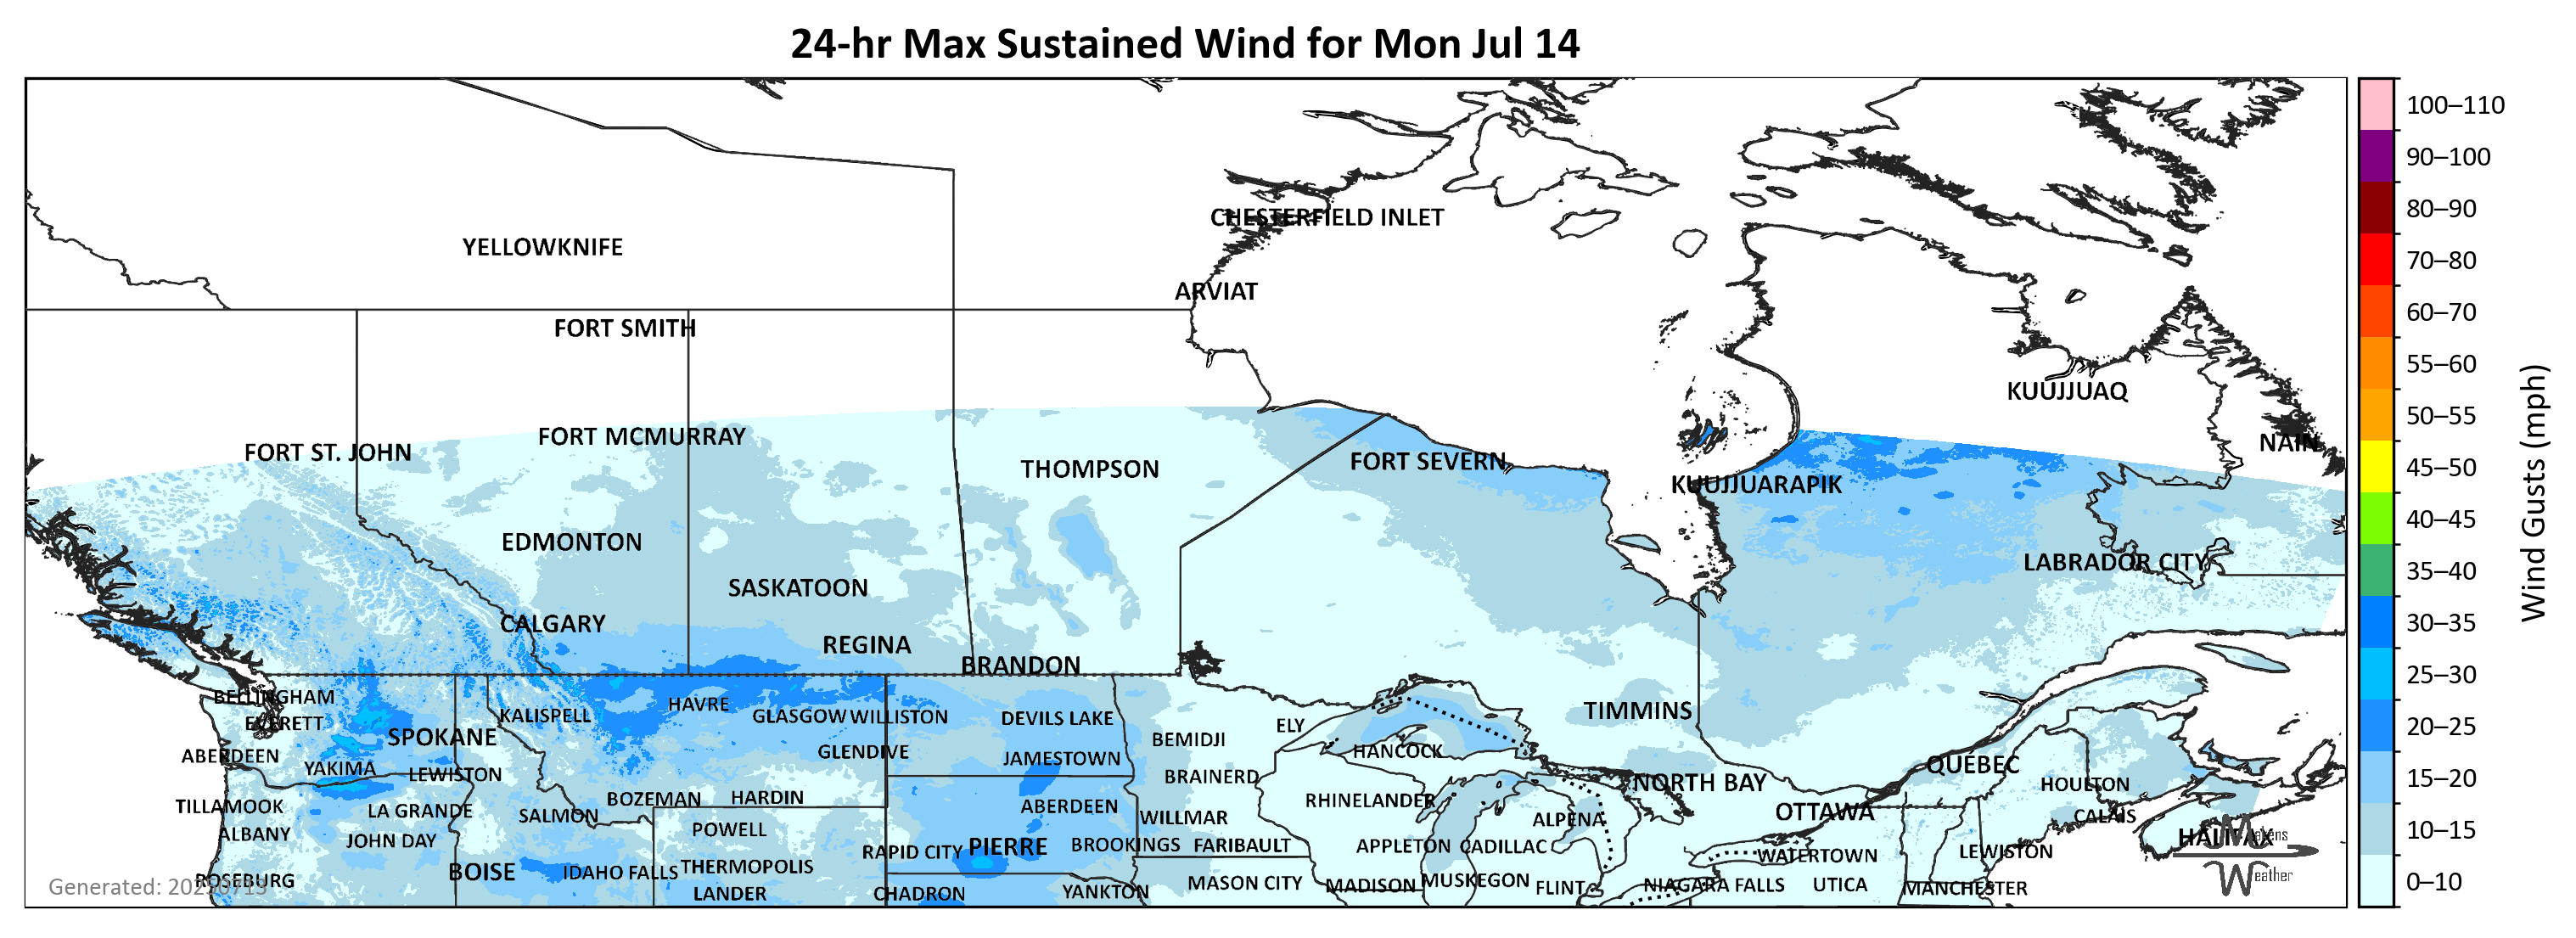 24-hr Max Sustained Wind for Mon Jul 14
100–110
90–100
80–90
70–80
60–70
55–60
50–55
45–50
40–45
35–40
30–35
25–30
20–25
15–20
10–15
0–10
Wind Gusts (mph)
CHESTERFIELD INLET
YELLOWKNIFE
ARVIAT
FORT SMITH
KUUJJUAQ
FORT MCMURRAY
NAIN
FORT ST. JOHN
FORT SEVERN
THOMPSON
KUUJJUARAPIK
EDMONTON
LABRADOR CITY
SASKATOON
CALGARY
REGINA
BRANDON
BELLINGHAM
HAVRE
TIMMINS
KALISPELL
GLASGOW
WILLISTON
DEVILS LAKE
EVERETT
ELY
SPOKANE
BEMIDJI
HANCOCK
GLENDIVE
ABERDEEN
JAMESTOWN
QUÉBEC
YAKIMA
LEWISTON
BRAINERD
NORTH BAY
HOULTON
BOZEMAN
HARDIN
RHINELANDER
TILLAMOOK
ABERDEEN
LA GRANDE
OTTAWA
SALMON
WILLMAR
CALAIS
ALPENA
POWELL
ALBANY
HALIFAX
JOHN DAY
BROOKINGS
FARIBAULT
APPLETON
CADILLAC
PIERRE
RAPID CITY
LEWISTON
WATERTOWN
THERMOPOLIS
BOISE
IDAHO FALLS
ROSEBURG
MUSKEGON
MASON CITY
MADISON
NIAGARA FALLS
UTICA
FLINT
MANCHESTER
YANKTON
LANDER
CHADRON
Weather